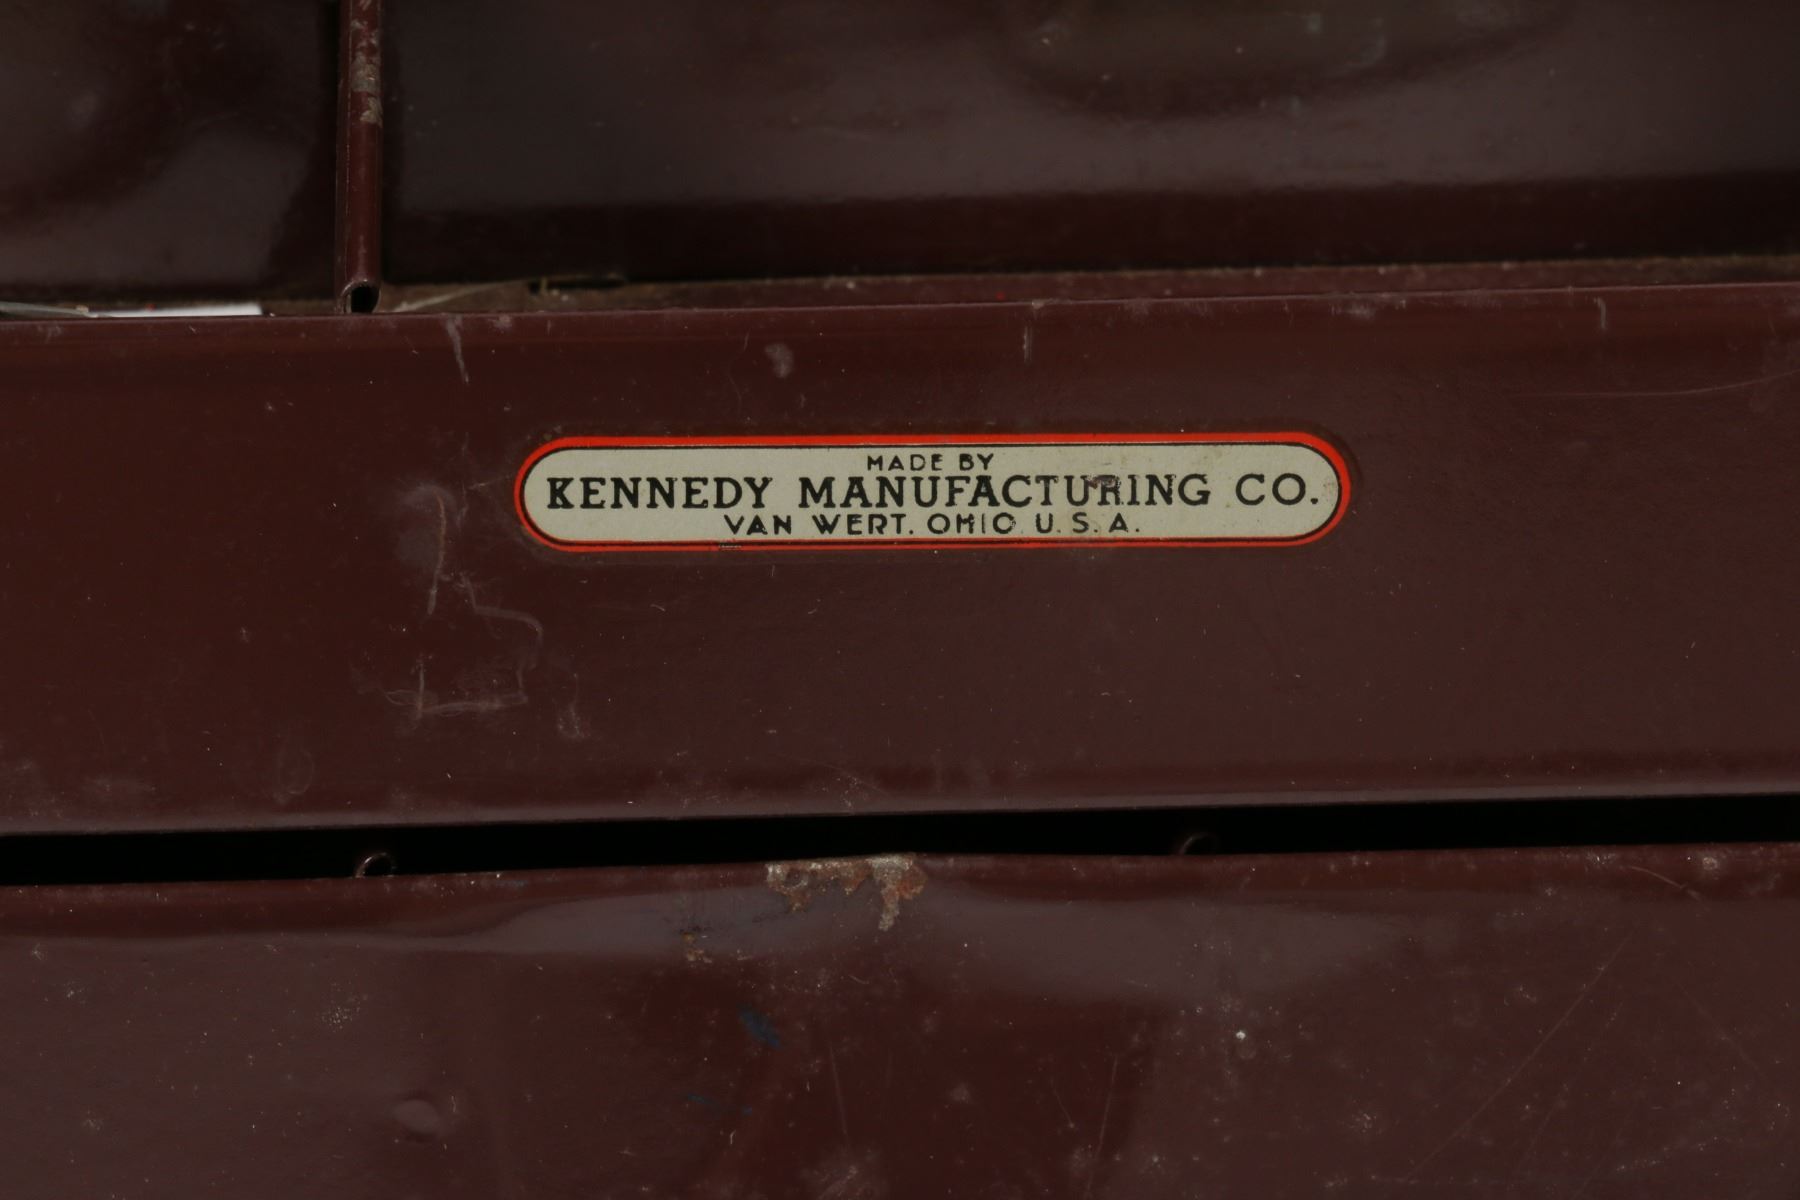 MADE BY
KENNEDY MANUFACTURING CO.
VAN WERT. OHIO U.S.A.